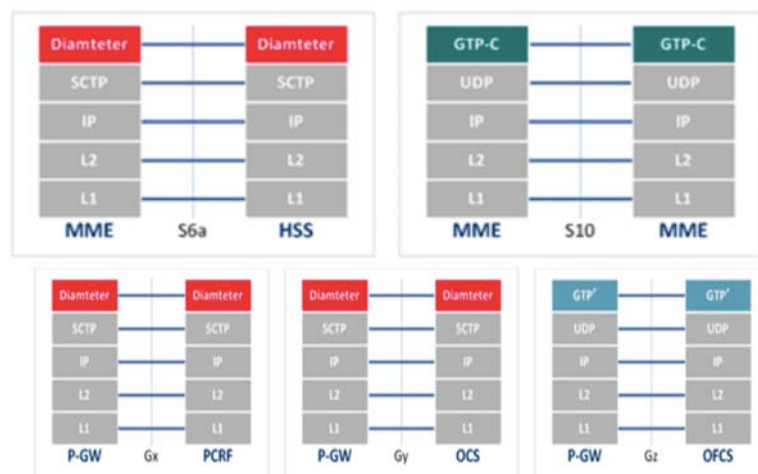 Diamteter Diamteter GTP-C GTP-C
SCTP SCTP UDP UDP
IP IP IP IP
L2 L2 L2 L2
L1 L1 L1 L1
MME S6a HSS MME S10 MME
Diamteter Diamteter Diamteter Diamteter GTP' GTP'
SCTP SCTP SCTP SCTP UDP UDP
IP IP IP IP IP IP
L2 L2 L2 L2 L2 L2
L1 L1 L1 L1 L1 L1
P-GW Gx PCRF P-GW Gy OCS P-GW Gz OFCS